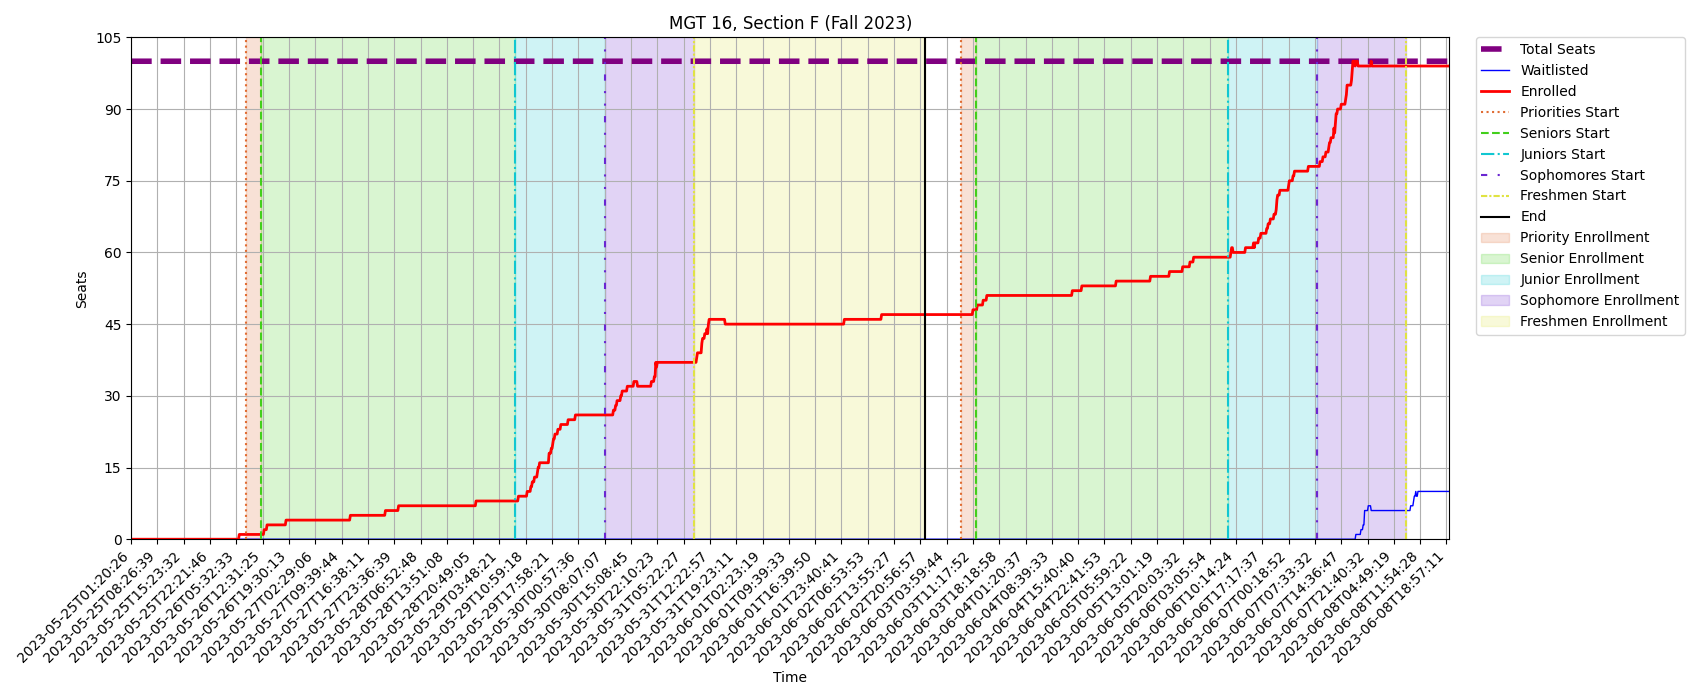 MGT 16, Section F (Fall 2023)
105
90
75
60
45
30
15
0
Seats
2023-05-25T01:20:26
2023-05-25T08:26:39
2023-05-25T15:23:32
2023-05-25T22:21:46
2023-05-26T05:32:33
2023-05-26T12:31:25
2023-05-26T19:30:13
2023-05-27T02:29:06
2023-05-27T09:39:44
2023-05-27T16:38:11
2023-05-27T23:36:39
2023-05-28T06:52:48
2023-05-28T13:51:08
2023-05-28T20:49:05
2023-05-29T03:48:21
2023-05-29T10:59:18
2023-05-29T17:58:21
2023-05-30T00:57:36
2023-05-30T08:07:07
2023-05-30T15:08:45
2023-05-30T22:10:23
2023-05-31T05:22:27
2023-05-31T12:22:57
2023-05-31T19:23:11
2023-06-01T02:23:19
2023-06-01T09:39:33
2023-06-01T16:39:50
2023-06-01T23:40:41
2023-06-02T06:53:53
2023-06-02T13:55:27
2023-06-02T20:56:57
2023-06-03T03:59:44
2023-06-03T11:17:52
2023-06-03T18:18:58
2023-06-04T01:20:37
2023-06-04T08:39:33
2023-06-04T15:40:40
2023-06-04T22:41:53
2023-06-05T05:59:22
2023-06-05T13:01:19
2023-06-05T20:03:32
2023-06-06T03:05:54
2023-06-06T10:14:24
2023-06-06T17:17:37
2023-06-07T00:18:52
2023-06-07T07:33:32
2023-06-07T14:36:47
2023-06-07T21:40:32
2023-06-08T04:49:19
2023-06-08T11:54:28
2023-06-08T18:57:11
Time
Total Seats
Waitlisted
Enrolled
Priorities Start
Seniors Start
Juniors Start
Sophomores Start
Freshmen Start
End
Priority Enrollment
Senior Enrollment
Junior Enrollment
Sophomore Enrollment
Freshmen Enrollment